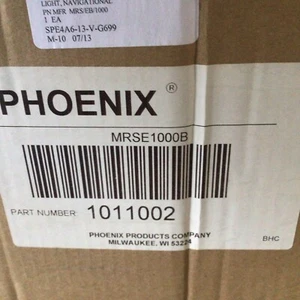 LIGHT, NAVIGATIONAL
PN MFR MRS/EB/1000
1 EA
SPE4A6-13-V-G699
M-10 07/13
PHOENIX ®
MRSE1000B
PART NUMBER 1011002
PHOENIX PRODUCTS COMPANY
MILWAUKEE, WI 53224
BHC